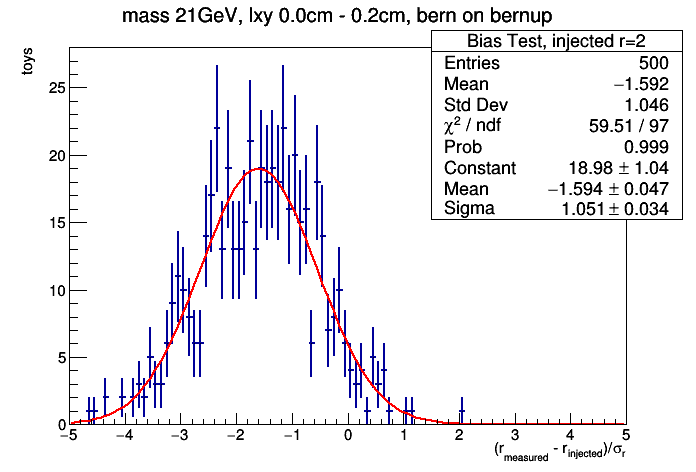 mass 21GeV, lxy 0.0cm - 0.2cm, bern on bernup
Bias Test, injected r=2
Entries 500
Mean −1.592
Std Dev 1.046
χ² / ndf 59.51 / 97
Prob 0.999
Constant 18.98 ± 1.04
Mean −1.594 ± 0.047
Sigma 1.051 ± 0.034
toys
25
20
15
10
5
0
−5 −4 −3 −2 −1 0 1 2 3 4 5
(r_measured - r_injected)/σ_r